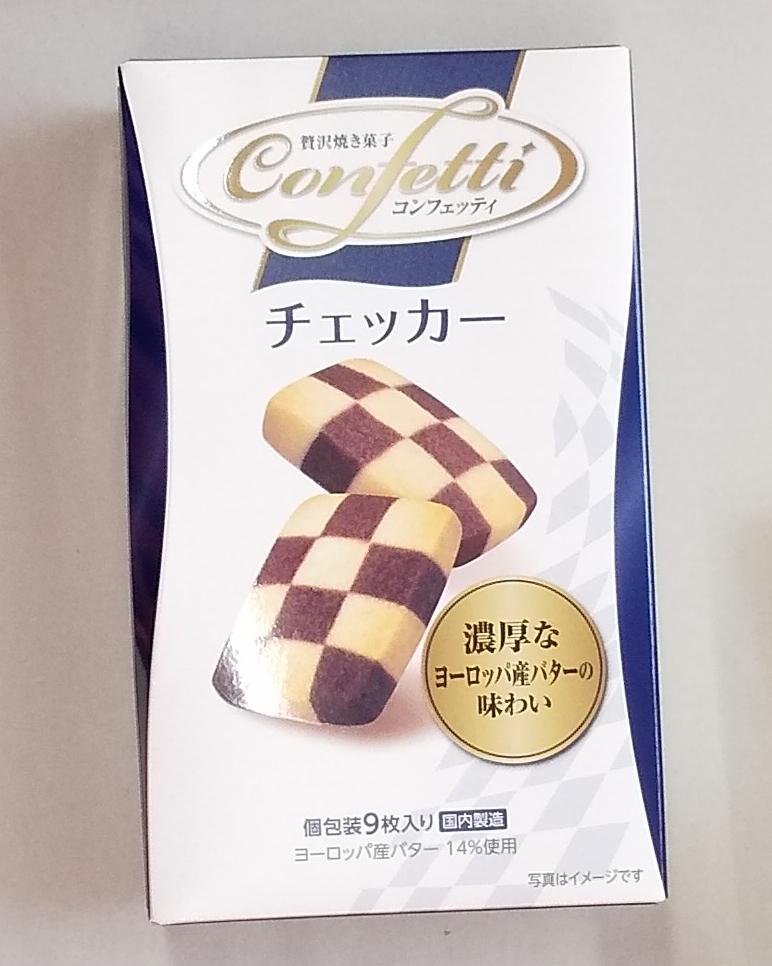 贅沢焼き菓子
Confetti
コンフェッティ
チェッカー
濃厚な
ヨーロッパ産バターの
味わい
個包装9枚入り 国内製造
ヨーロッパ産バター 14%使用
写真はイメージです